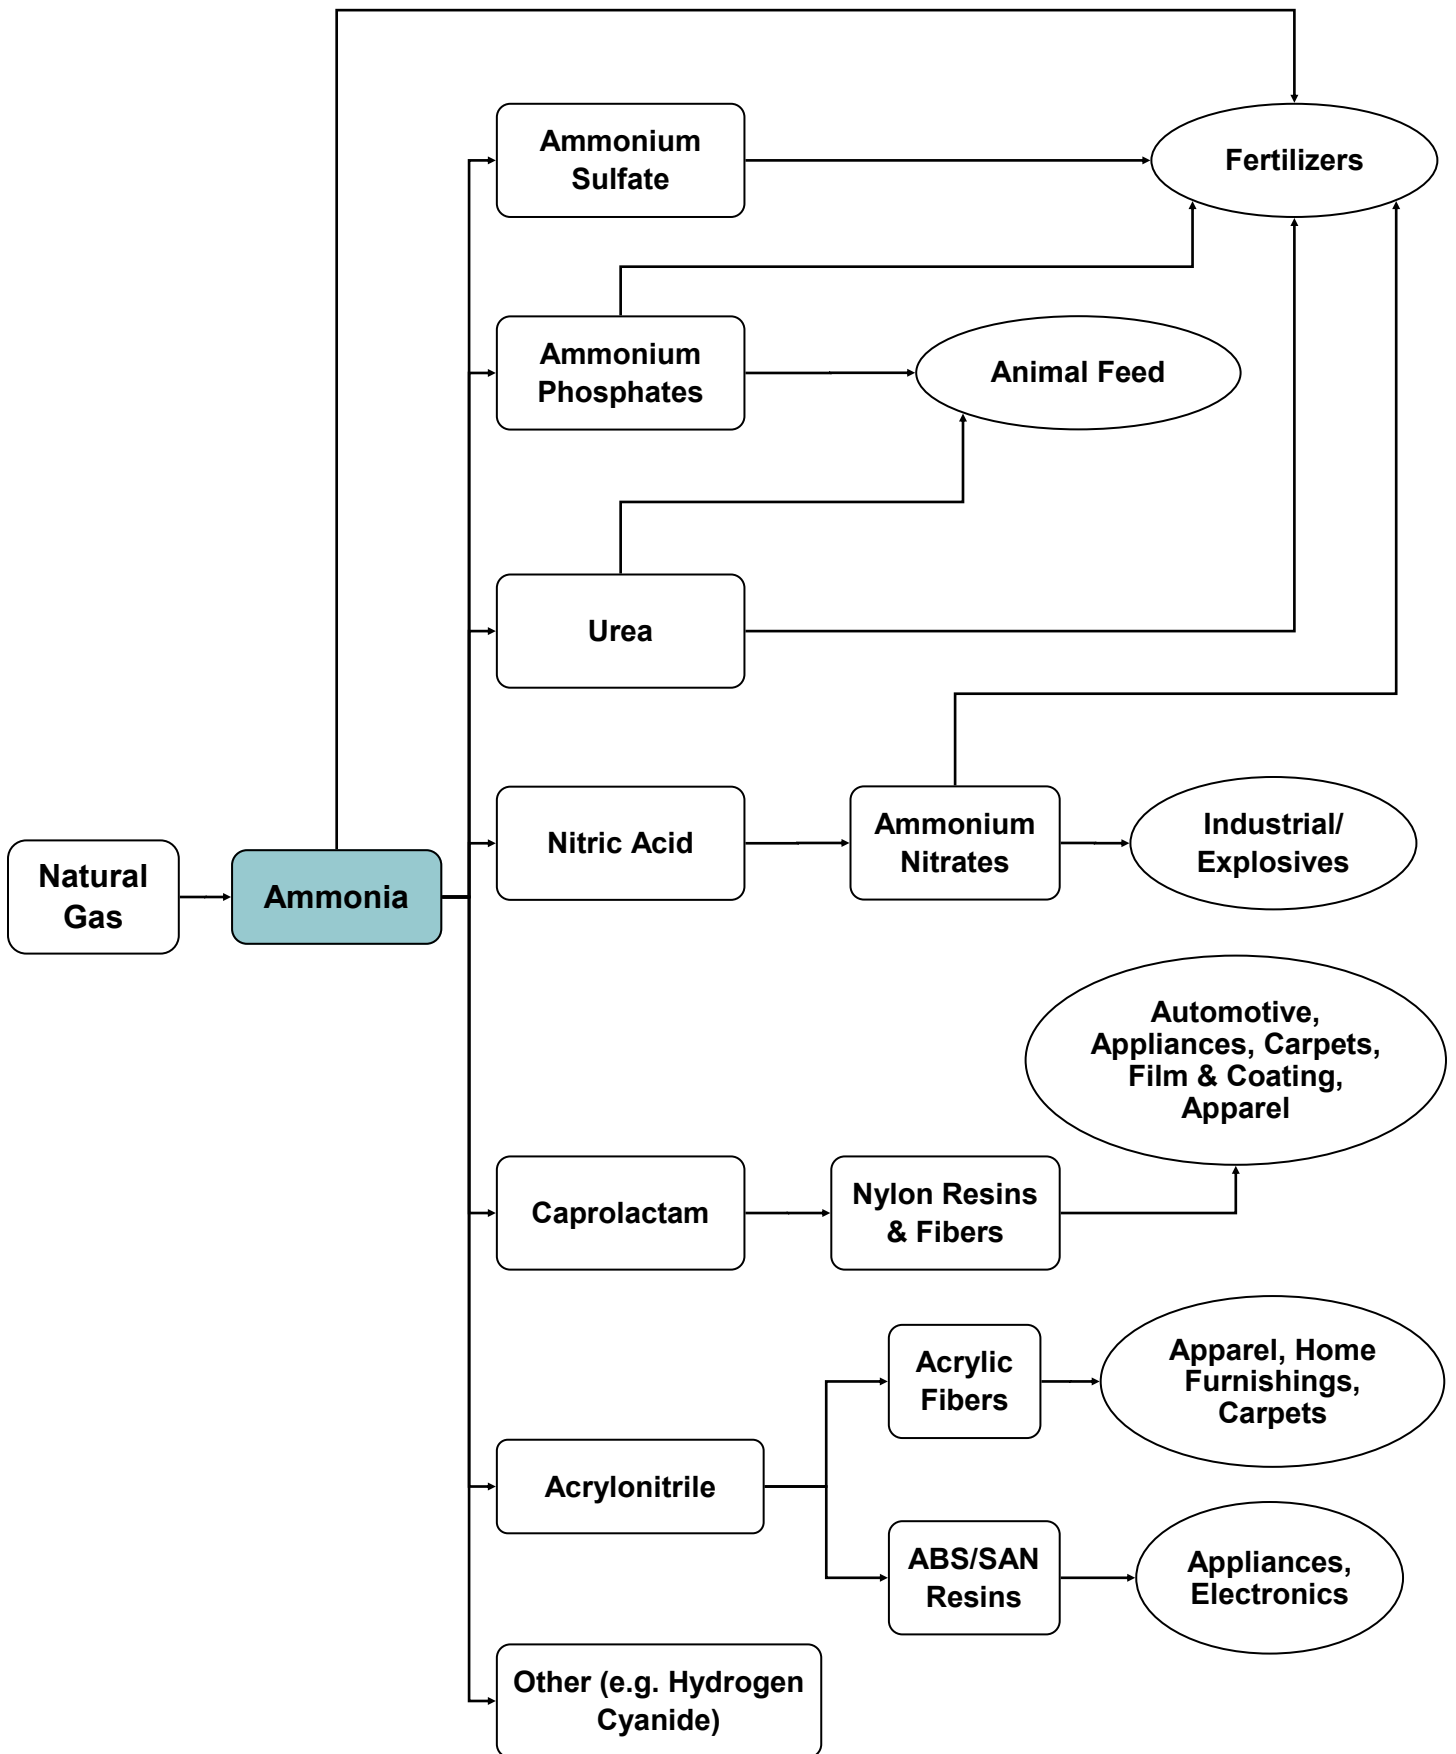 Ammonium
Sulfate
Fertilizers
Ammonium
Phosphates
Animal Feed
Urea
Nitric Acid
Ammonium
Nitrates
Industrial/
Explosives
Natural
Gas
Ammonia
Automotive,
Appliances, Carpets,
Film & Coating,
Apparel
Caprolactam
Nylon Resins
& Fibers
Acrylic
Fibers
Apparel, Home
Furnishings,
Carpets
Acrylonitrile
ABS/SAN
Resins
Appliances,
Electronics
Other (e.g. Hydrogen
Cyanide)